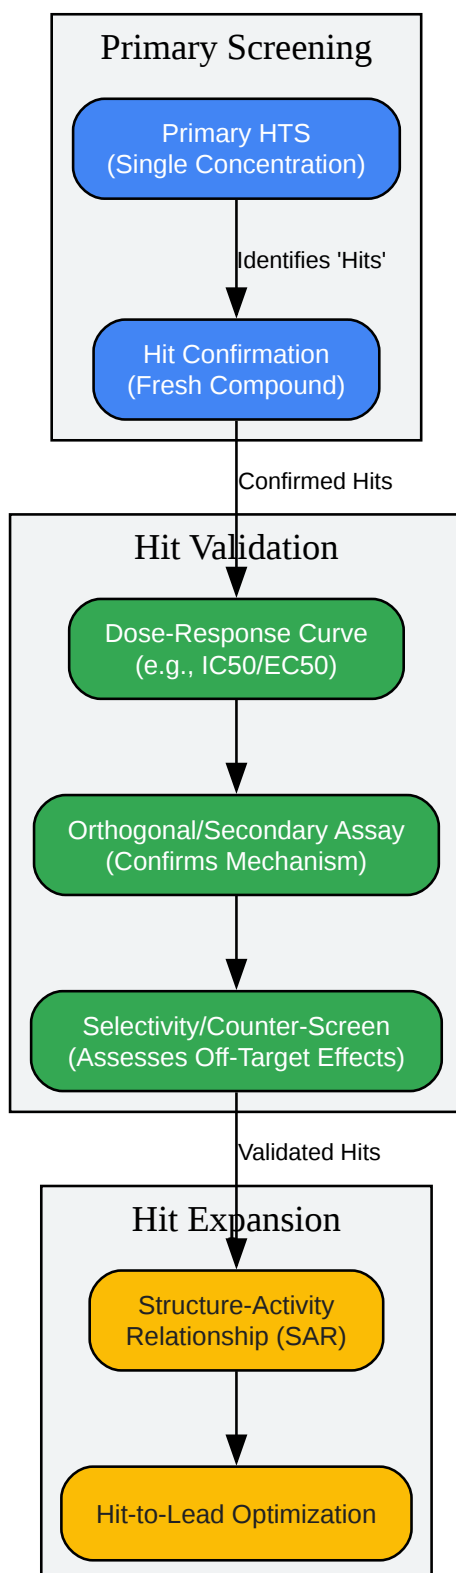 Primary Screening
Primary HTS
(Single Concentration)
Identifies 'Hits'
Hit Confirmation
(Fresh Compound)
Confirmed Hits
Hit Validation
Dose-Response Curve
(e.g., IC50/EC50)
Orthogonal/Secondary Assay
(Confirms Mechanism)
Selectivity/Counter-Screen
(Assesses Off-Target Effects)
Validated Hits
Hit Expansion
Structure-Activity
Relationship (SAR)
Hit-to-Lead Optimization